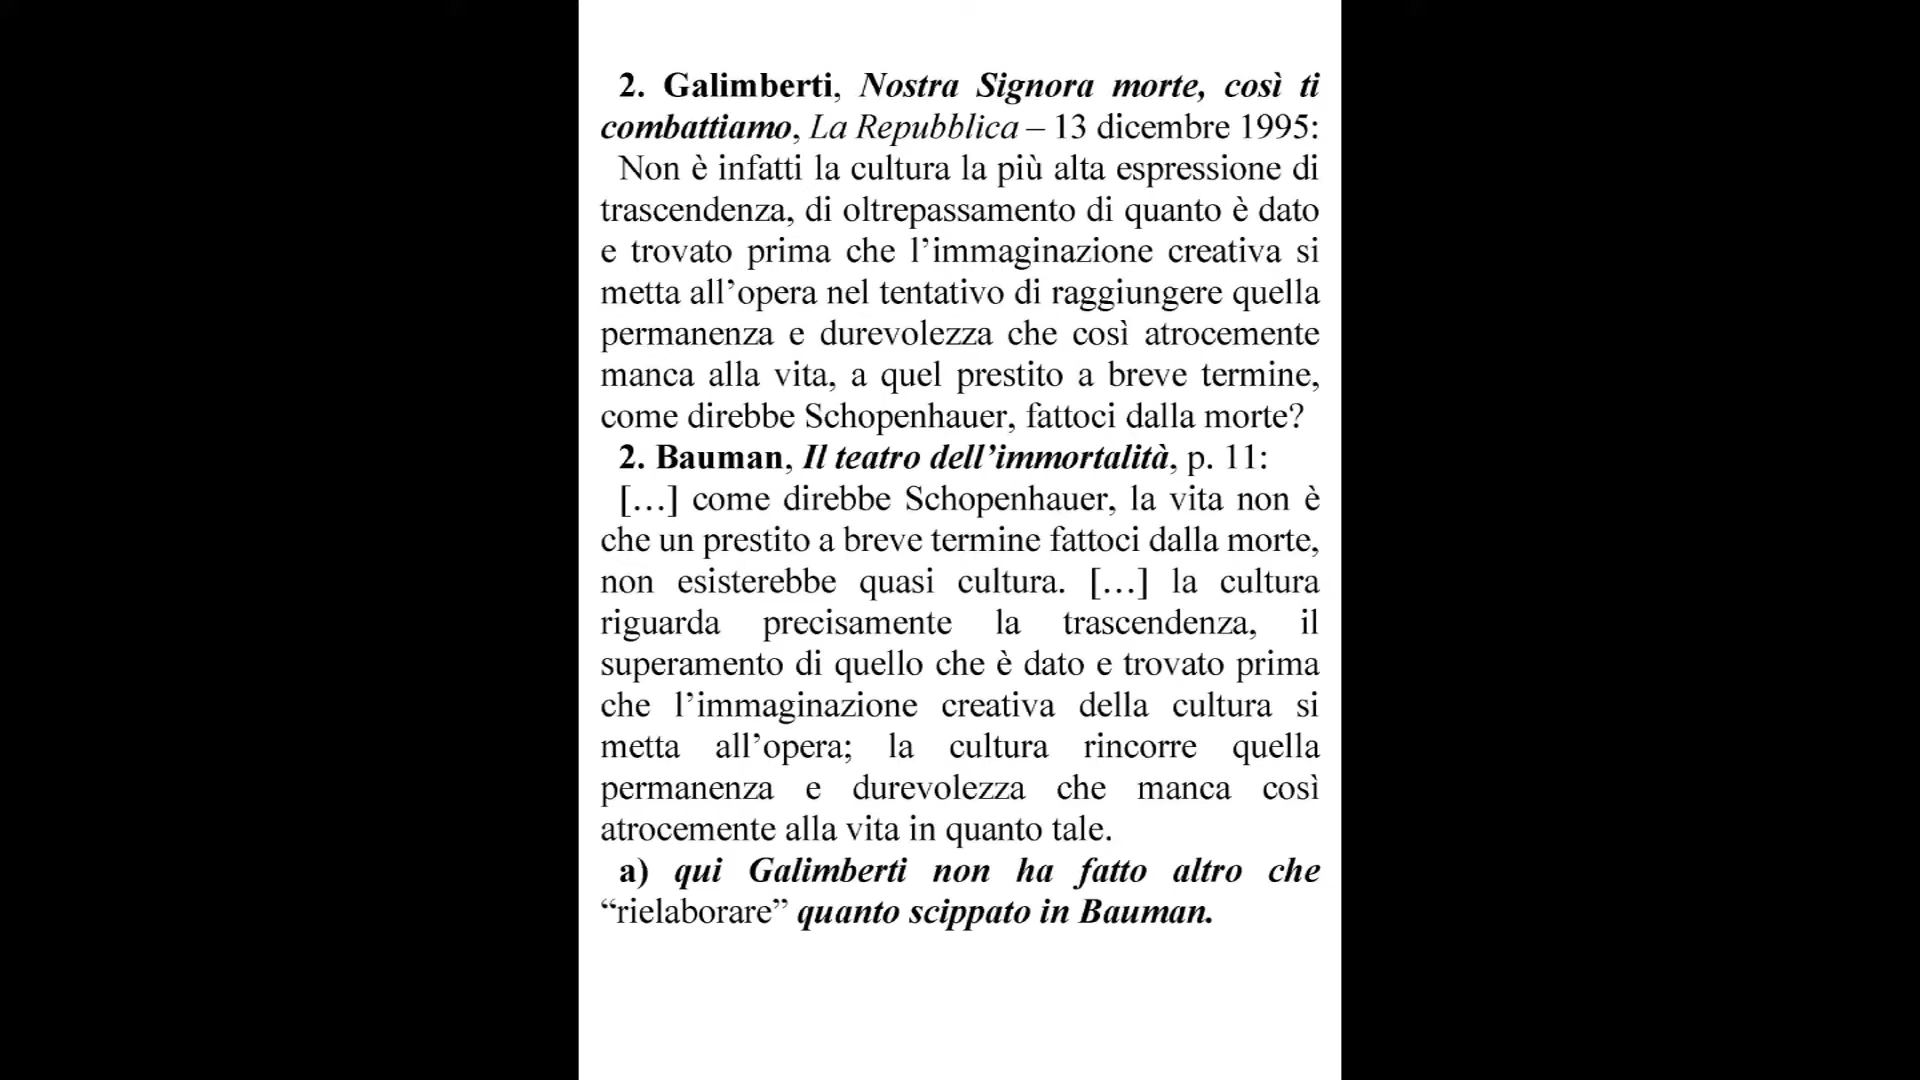 2. Galimberti, Nostra Signora morte, così ti
combattiamo, La Repubblica – 13 dicembre 1995:
Non è infatti la cultura la più alta espressione di
trascendenza, di oltrepassamento di quanto è dato
e trovato prima che l’immaginazione creativa si
metta all’opera nel tentativo di raggiungere quella
permanenza e durevolezza che così atrocemente
manca alla vita, a quel prestito a breve termine,
come direbbe Schopenhauer, fattoci dalla morte?
2. Bauman, Il teatro dell’immortalità, p. 11:
[…] come direbbe Schopenhauer, la vita non è
che un prestito a breve termine fattoci dalla morte,
non esisterebbe quasi cultura. […] la cultura
riguarda precisamente la trascendenza, il
superamento di quello che è dato e trovato prima
che l’immaginazione creativa della cultura si
metta all’opera; la cultura rincorre quella
permanenza e durevolezza che manca così
atrocemente alla vita in quanto tale.
a) qui Galimberti non ha fatto altro che
“rielaborare” quanto scippato in Bauman.